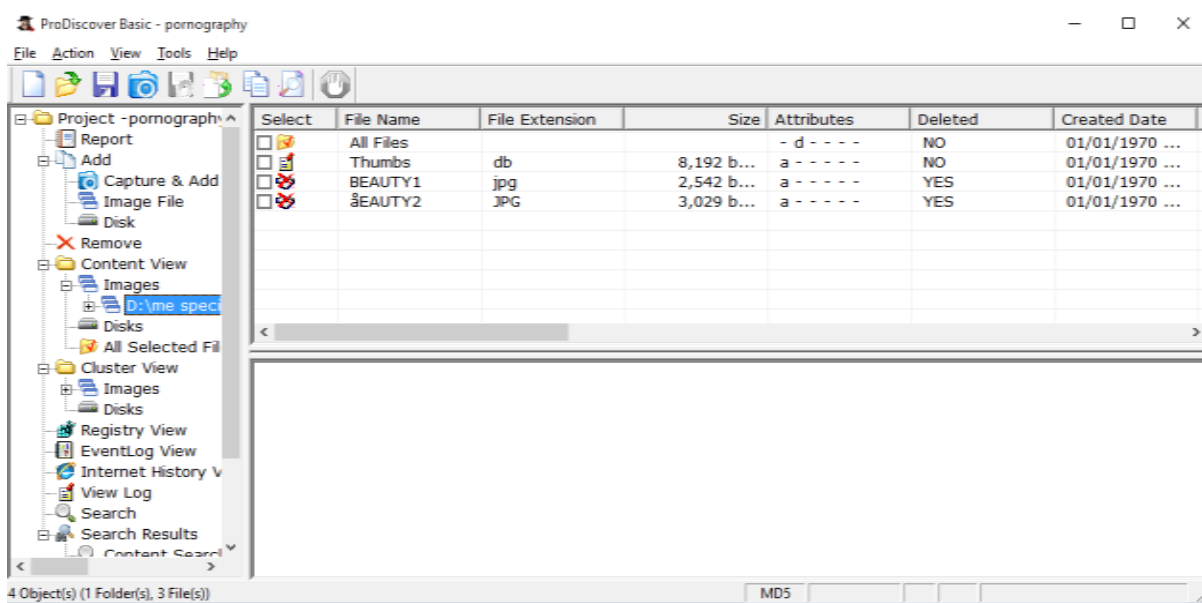 ProDiscover Basic - pornography
File Action View Tools Help
Project -pornography
Report
Add
Capture & Add
Image File
Disk
Remove
Content View
Images
D:\me speci
Disks
All Selected Fil
Cluster View
Images
Disks
Registry View
EventLog View
Internet History V
View Log
Search
Search Results
Content Searcl
Select File Name File Extension Size Attributes Deleted Created Date
All Files - d - - - - NO 01/01/1970 ...
Thumbs db 8,192 b... a - - - - - NO 01/01/1970 ...
BEAUTY1 jpg 2,542 b... a - - - - - YES 01/01/1970 ...
åEAUTY2 JPG 3,029 b... a - - - - - YES 01/01/1970 ...
4 Object(s) (1 Folder(s), 3 File(s)) MD5